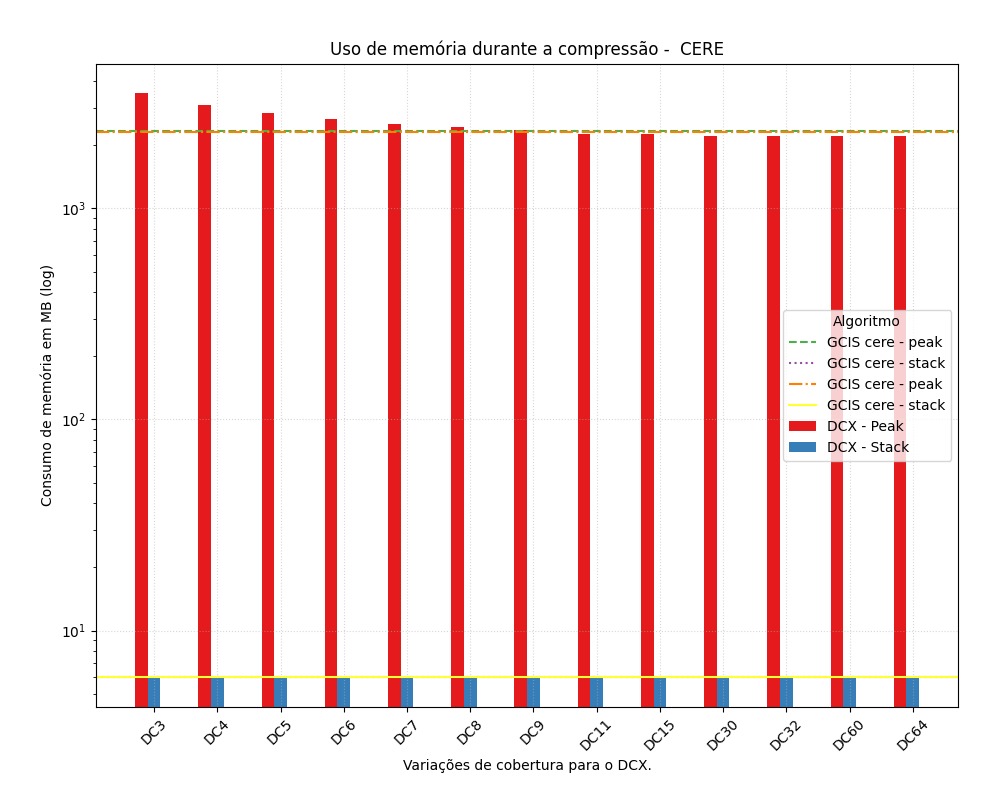 Uso de memória durante a compressão -  CERE
Consumo de memória em MB (log)
10³
10²
10¹
Algoritmo
GCIS cere - peak
GCIS cere - stack
GCIS cere - peak
GCIS cere - stack
DCX - Peak
DCX - Stack
DC3
DC4
DC5
DC6
DC7
DC8
DC9
DC11
DC15
DC30
DC32
DC60
DC64
Variações de cobertura para o DCX.